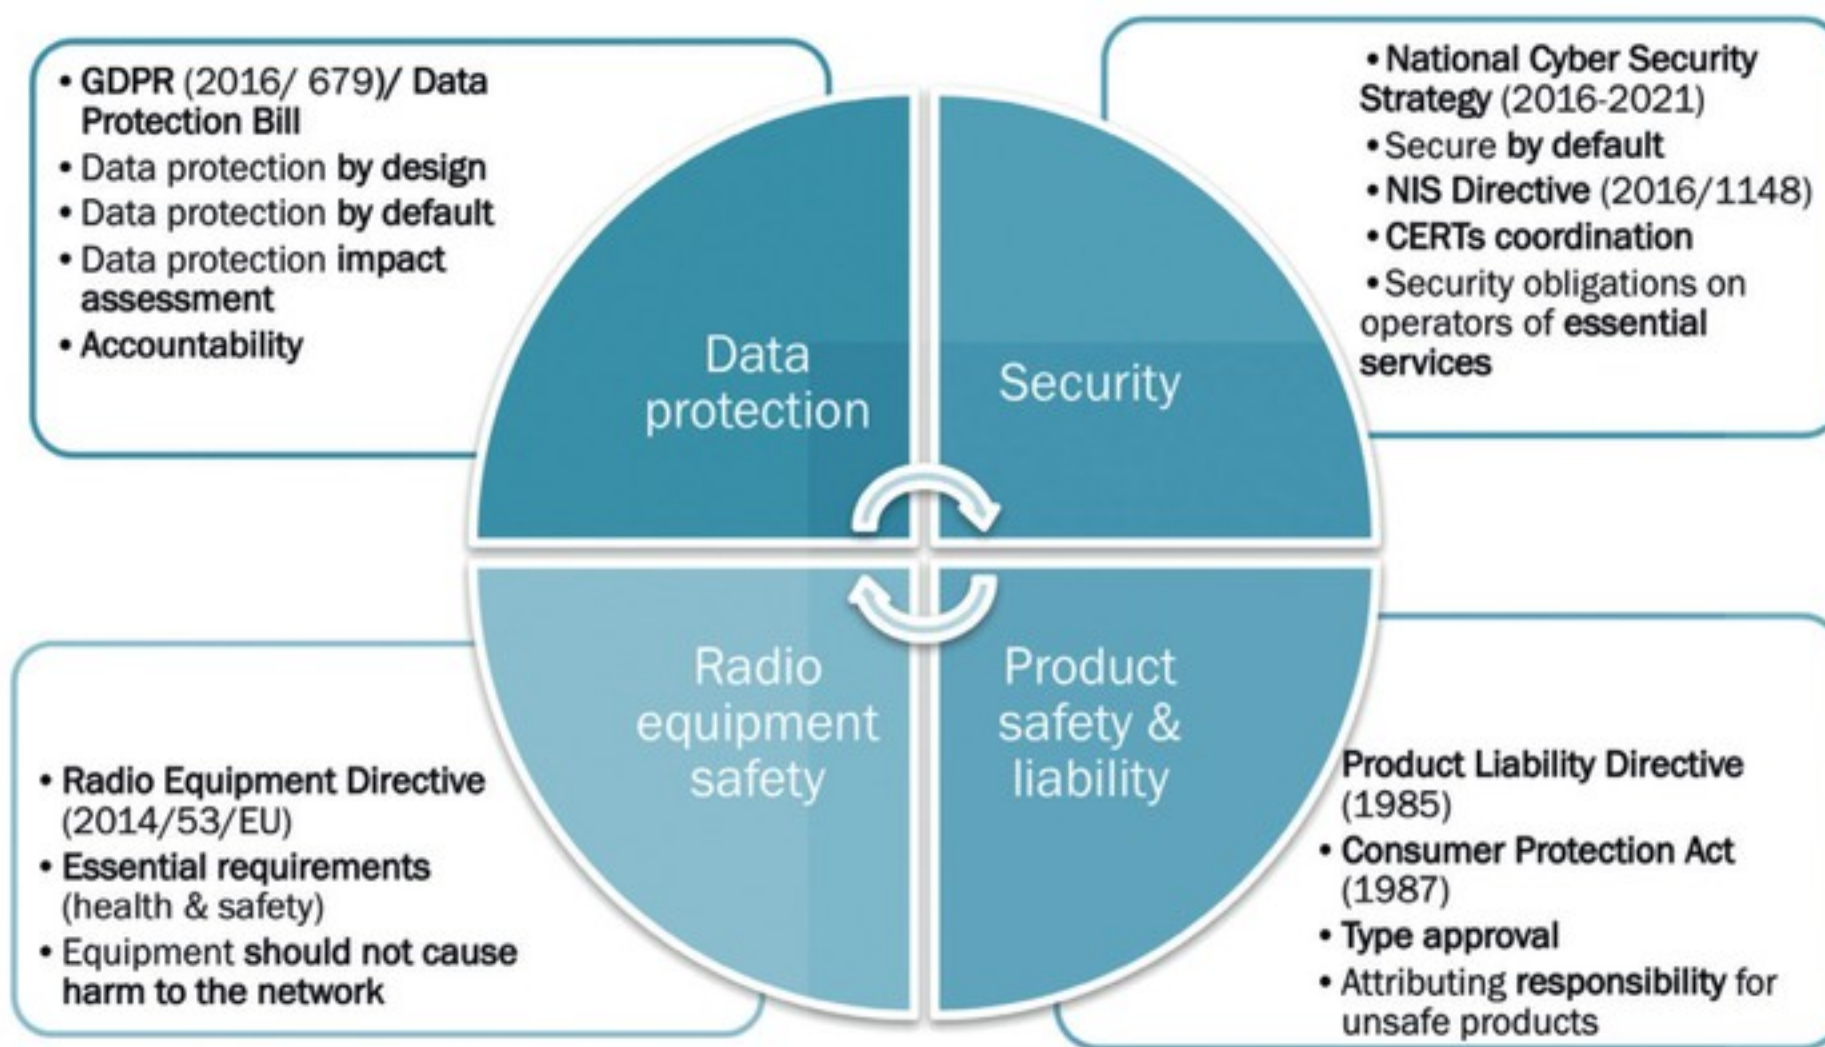 • GDPR (2016/ 679)/ Data
Protection Bill
• Data protection by design
• Data protection by default
• Data protection impact
assessment
• Accountability
• National Cyber Security
Strategy (2016-2021)
• Secure by default
• NIS Directive (2016/1148)
• CERTs coordination
• Security obligations on
operators of essential
services
Data
protection
Security
Radio
equipment
safety
Product
safety &
liability
• Radio Equipment Directive
(2014/53/EU)
• Essential requirements
(health & safety)
• Equipment should not cause
harm to the network
Product Liability Directive
(1985)
• Consumer Protection Act
(1987)
• Type approval
• Attributing responsibility for
unsafe products